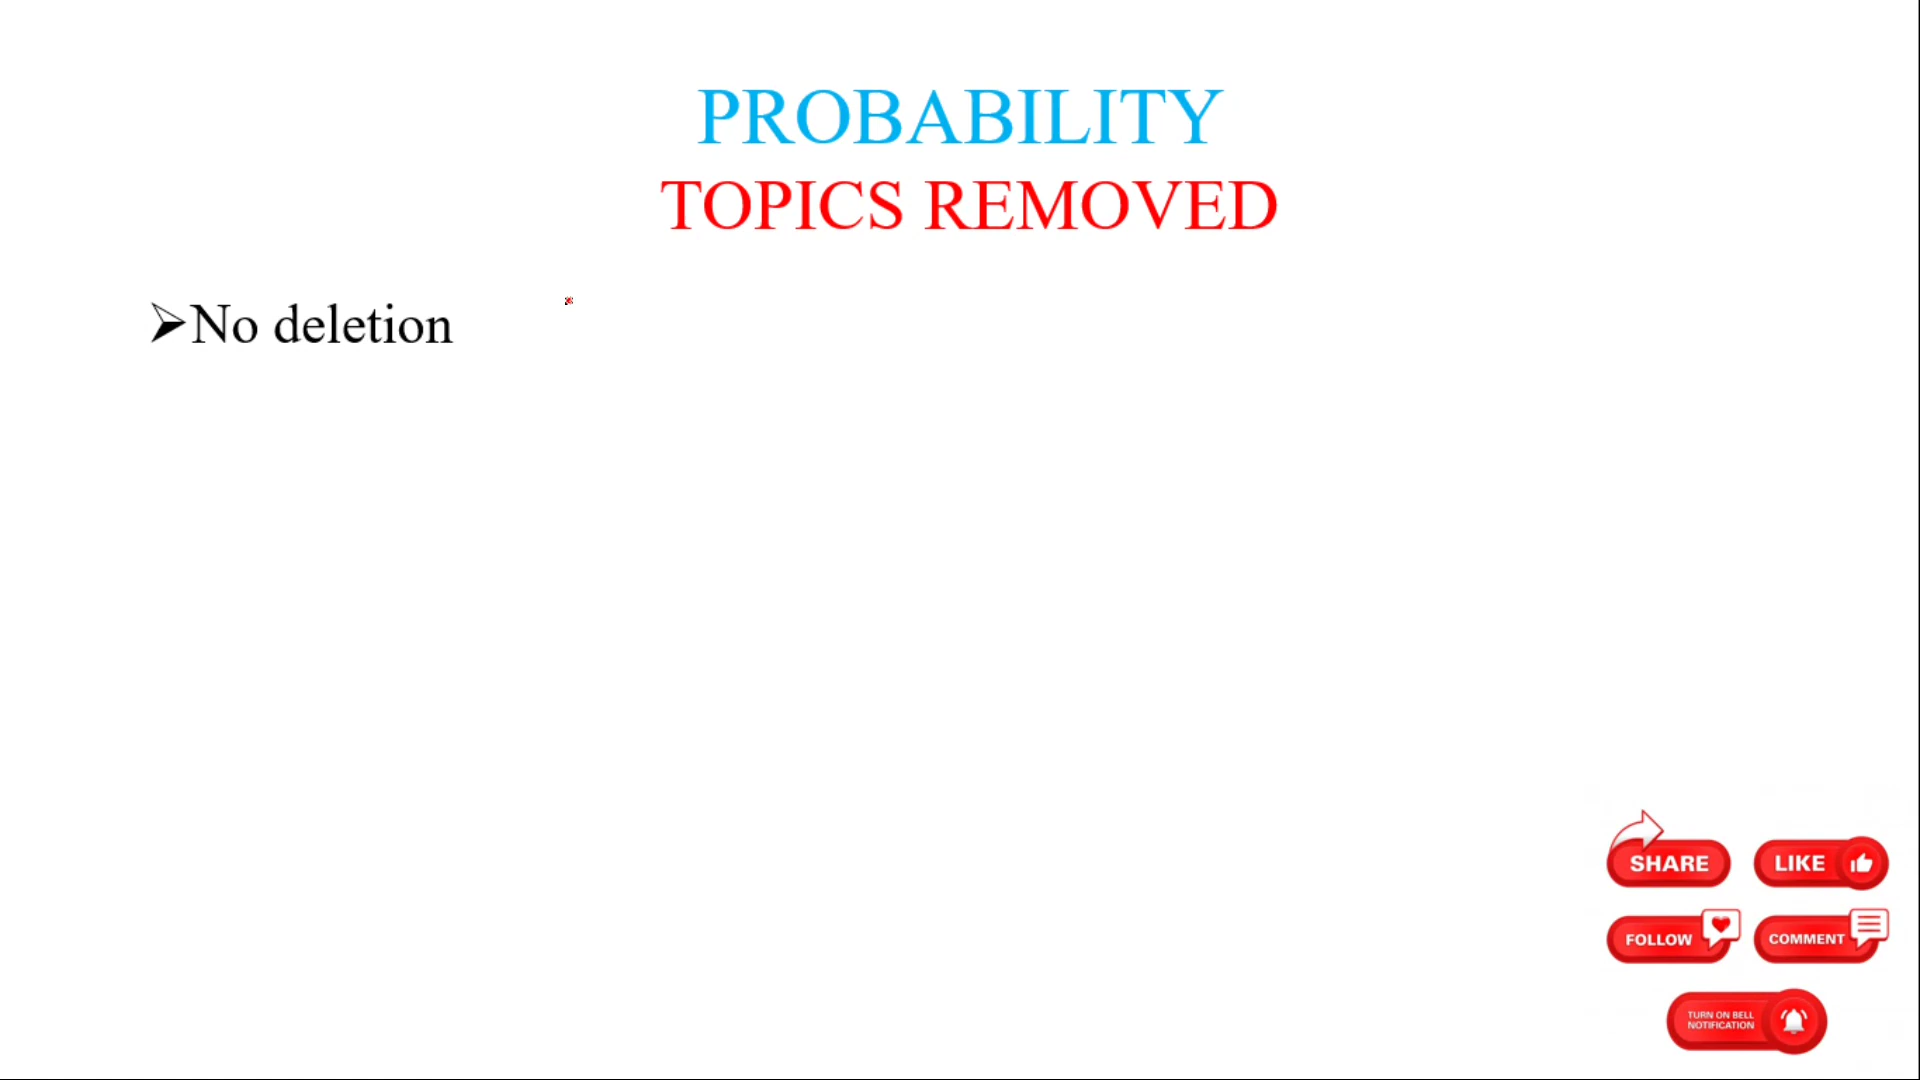 PROBABILITY
TOPICS REMOVED
➢No deletion
SHARE
LIKE
FOLLOW
COMMENT
TURN ON BELL
NOTIFICATION